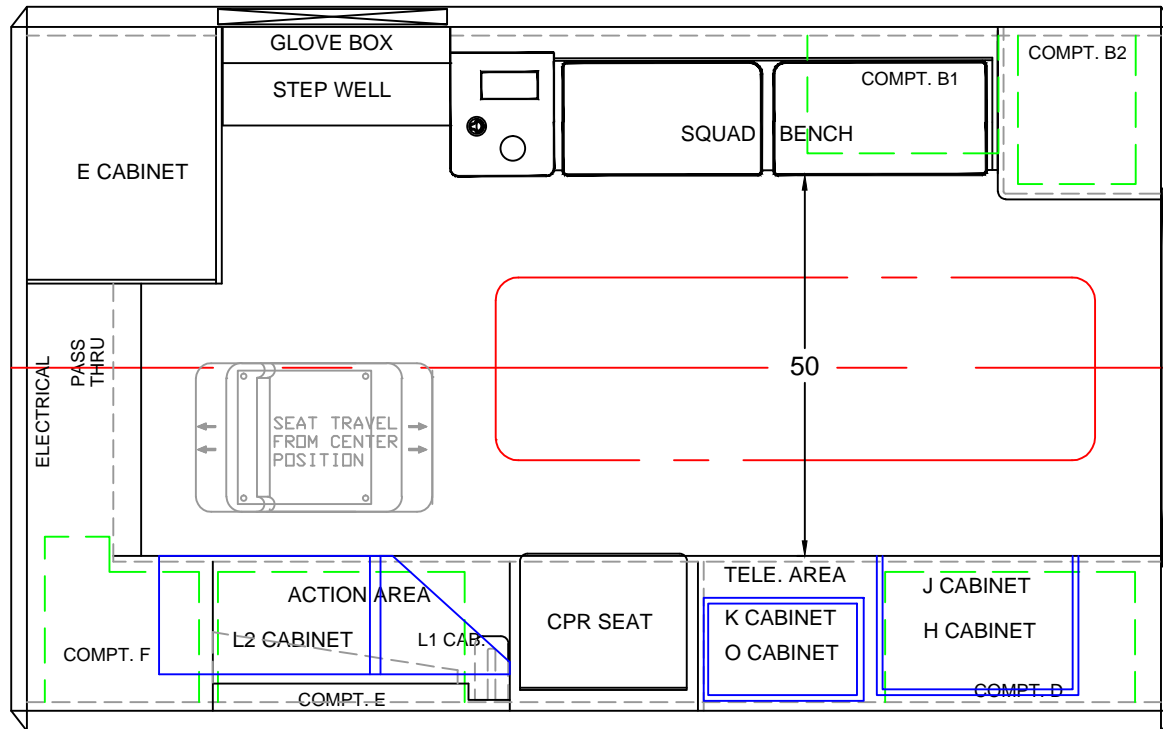 GLOVE BOX
STEP WELL
COMPT. B2
COMPT. B1
SQUAD BENCH
E CABINET
ELECTRICAL
PASS
THRU
50
SEAT TRAVEL
FROM CENTER
POSITION
ACTION AREA
L2 CABINET
L1 CAB.
COMPT. F
COMPT. E
CPR SEAT
TELE. AREA
K CABINET
O CABINET
J CABINET
H CABINET
COMPT. D